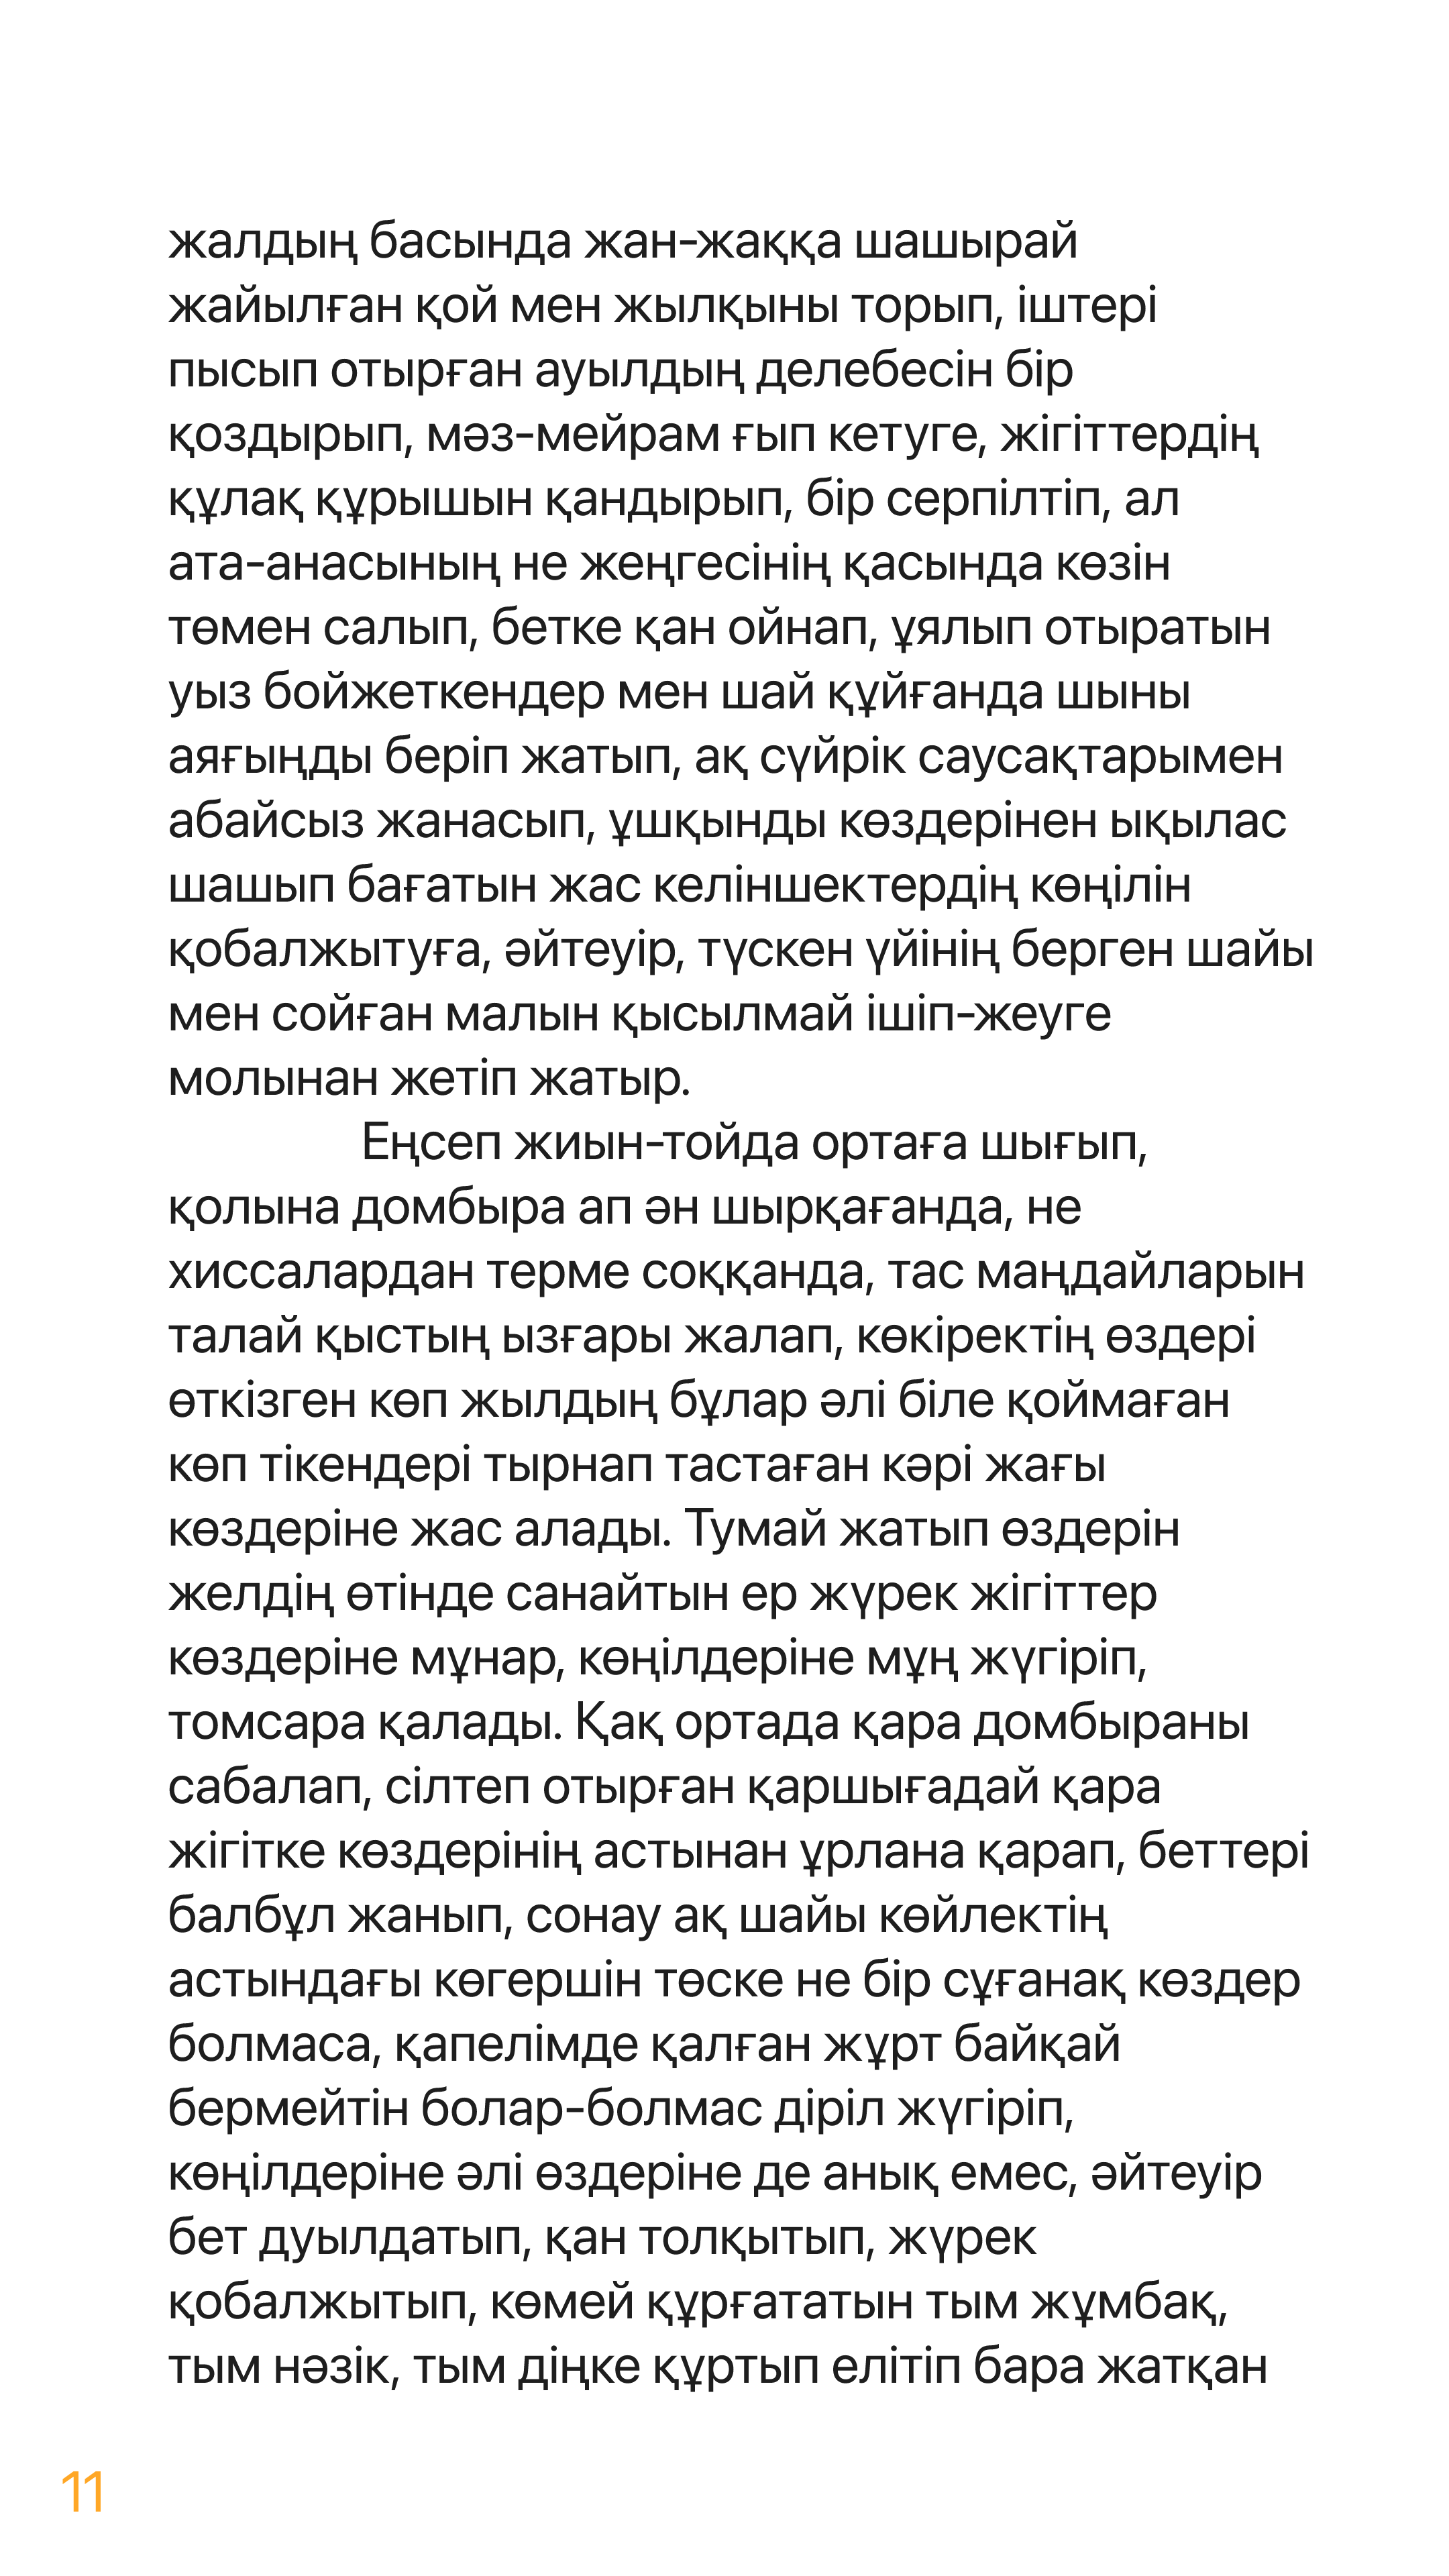 жалдың басында жан-жаққа шашырай
жайылған қой мен жылқыны торып, іштері
пысып отырған ауылдың делебесін бір
қоздырып, мәз-мейрам ғып кетуге, жігіттердің
құлақ құрышын қандырып, бір серпілтіп, ал
ата-анасының не жеңгесінің қасында көзін
төмен салып, бетке қан ойнап, ұялып отыратын
уыз бойжеткендер мен шай құйғанда шыны
аяғыңды беріп жатып, ақ сүйрік саусақтарымен
абайсыз жанасып, ұшқынды көздерінен ықылас
шашып бағатын жас келіншектердің көңілін
қобалжытуға, әйтеуір, түскен үйінің берген шайы
мен сойған малын қысылмай ішіп-жеуге
молынан жетіп жатыр.
Еңсеп жиын-тойда ортаға шығып,
қолына домбыра ап ән шырқағанда, не
хиссалардан терме соққанда, тас маңдайларын
талай қыстың ызғары жалап, көкіректің өздері
өткізген көп жылдың бұлар әлі біле қоймаған
көп тікендері тырнап тастаған кәрі жағы
көздеріне жас алады. Тумай жатып өздерін
желдің өтінде санайтын ер жүрек жігіттер
көздеріне мұнар, көңілдеріне мұң жүгіріп,
томсара қалады. Қақ ортада қара домбыраны
сабалап, сілтеп отырған қаршығадай қара
жігітке көздерінің астынан ұрлана қарап, беттері
балбұл жанып, сонау ақ шайы көйлектің
астындағы көгершін төске не бір сұғанақ көздер
болмаса, қапелімде қалған жұрт байқай
бермейтін болар-болмас діріл жүгіріп,
көңілдеріне әлі өздеріне де анық емес, әйтеуір
бет дуылдатып, қан толқытып, жүрек
қобалжытып, көмей құрғататын тым жұмбақ,
тым нәзік, тым діңке құртып елітіп бара жатқан
11